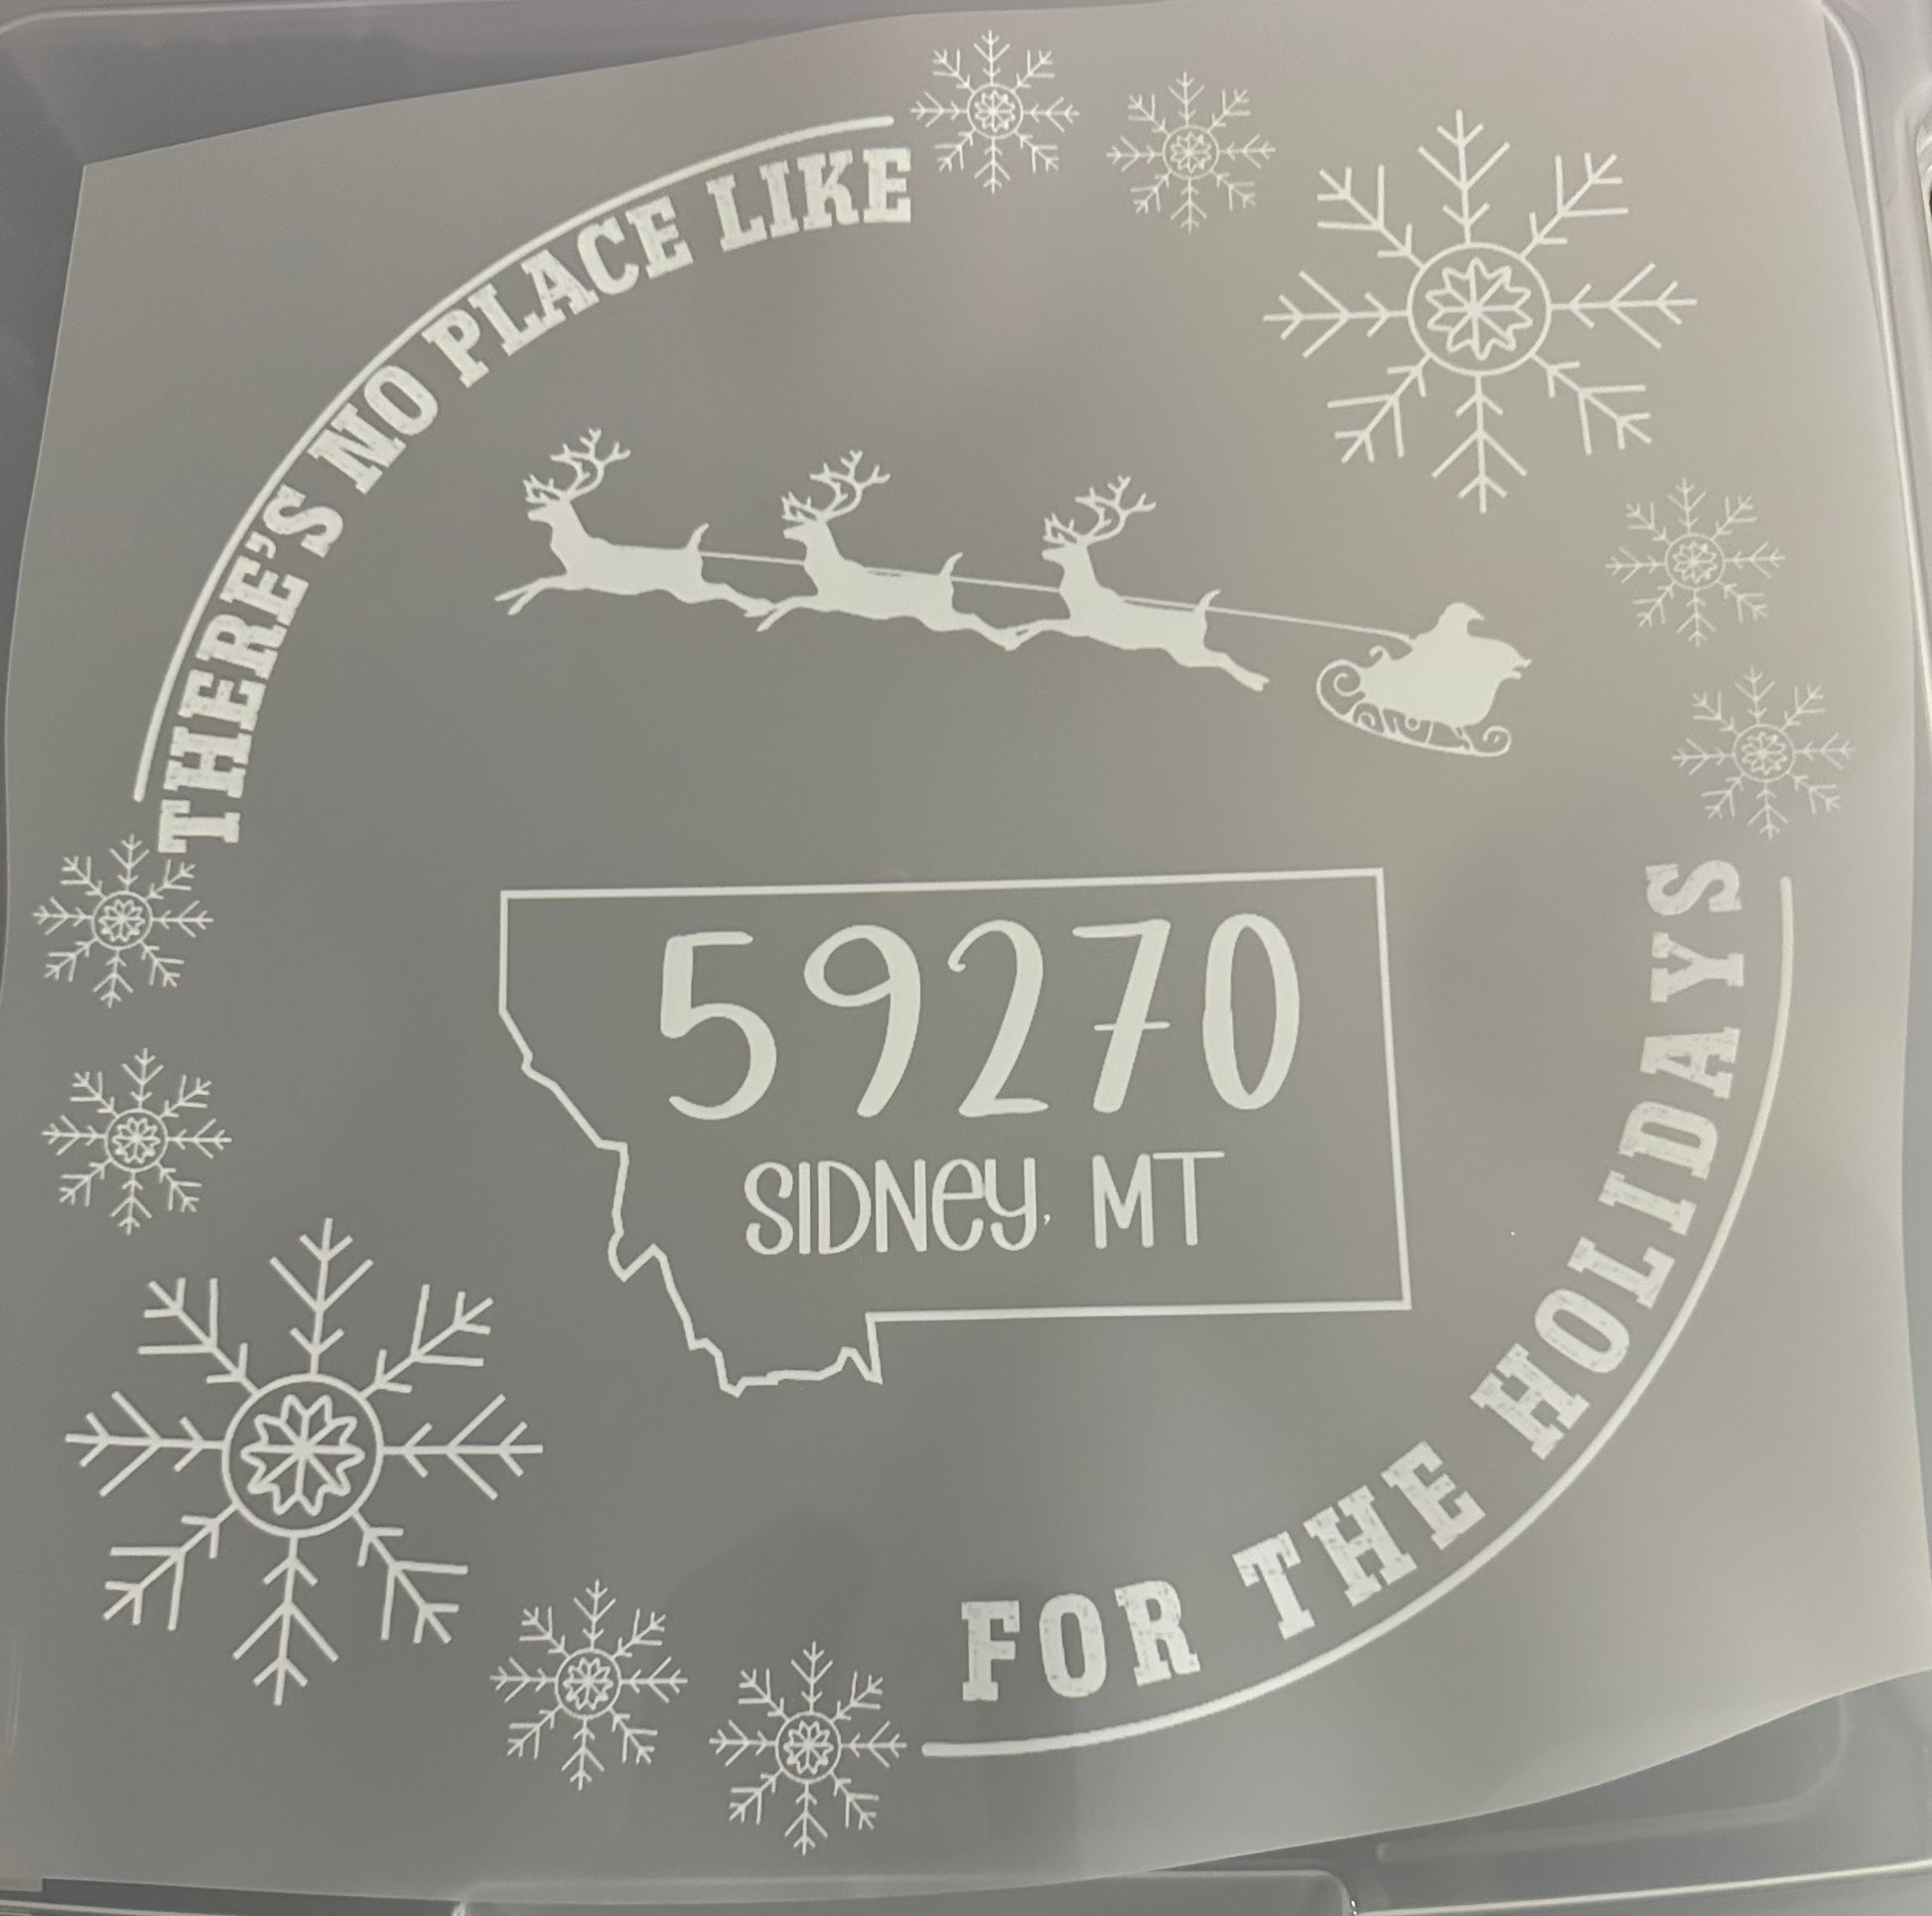 THERE'S NO PLACE LIKE
59270
SIDNey, MT
FOR THE HOLIDAYS